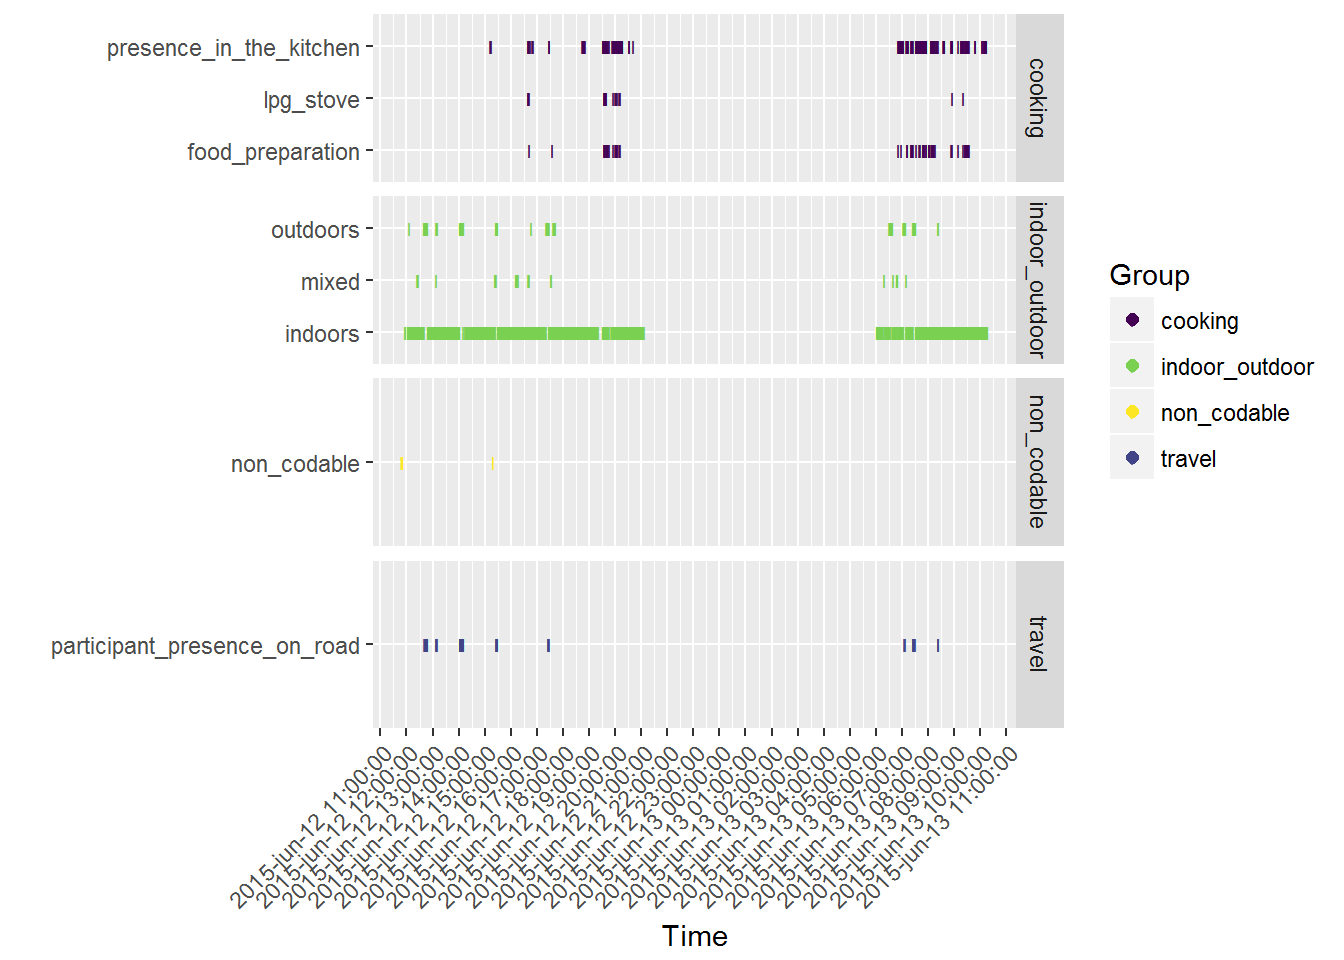 presence_in_the_kitchen
lpg_stove
food_preparation
cooking
outdoors
mixed
indoors
indoor_outdoor
non_codable
non_codable
participant_presence_on_road
travel
2015-jun-12 11:00:00
2015-jun-12 12:00:00
2015-jun-12 13:00:00
2015-jun-12 14:00:00
2015-jun-12 15:00:00
2015-jun-12 16:00:00
2015-jun-12 17:00:00
2015-jun-12 18:00:00
2015-jun-12 19:00:00
2015-jun-12 20:00:00
2015-jun-12 21:00:00
2015-jun-12 22:00:00
2015-jun-12 23:00:00
2015-jun-13 00:00:00
2015-jun-13 01:00:00
2015-jun-13 02:00:00
2015-jun-13 03:00:00
2015-jun-13 04:00:00
2015-jun-13 05:00:00
2015-jun-13 06:00:00
2015-jun-13 07:00:00
2015-jun-13 08:00:00
2015-jun-13 09:00:00
2015-jun-13 10:00:00
2015-jun-13 11:00:00
Time
Group
cooking
indoor_outdoor
non_codable
travel